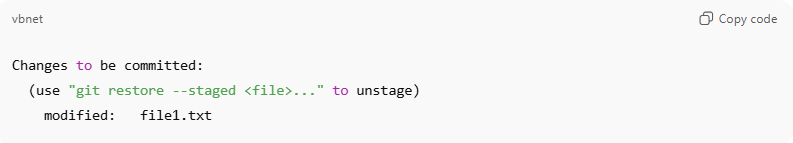 vbnet
Copy code
Changes to be committed:
(use "git restore --staged <file>..." to unstage)
modified: file1.txt